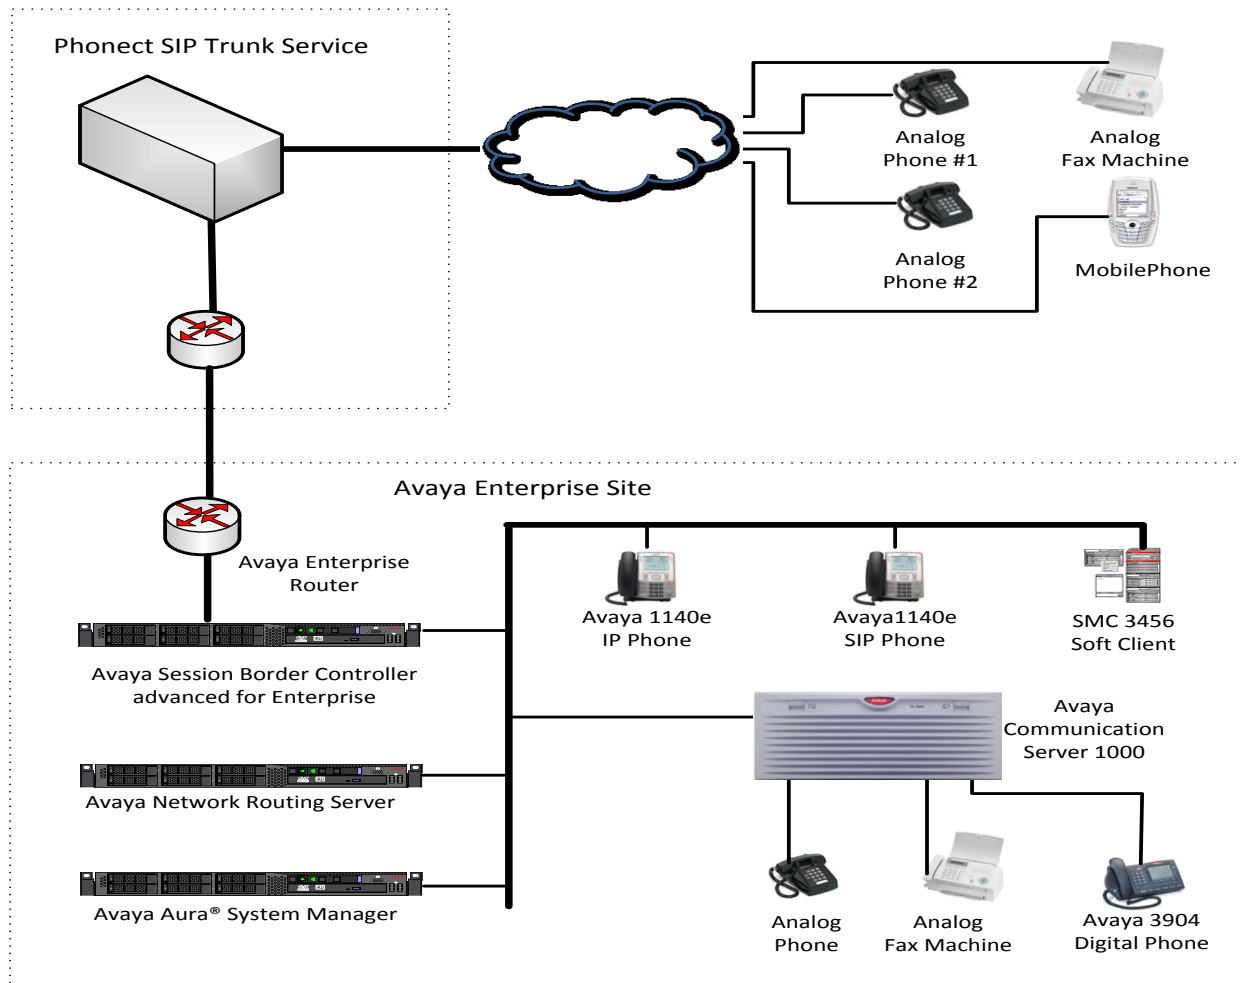 Phonect SIP Trunk Service
Analog
Phone #1
Analog
Fax Machine
Analog
Phone #2
MobilePhone
Avaya Enterprise Site
Avaya Enterprise
Router
Avaya 1140e
IP Phone
Avaya1140e
SIP Phone
SMC 3456
Soft Client
Avaya Session Border Controller
advanced for Enterprise
Avaya
Communication
Server 1000
Avaya Network Routing Server
Avaya Aura® System Manager
Analog
Phone
Analog
Fax Machine
Avaya 3904
Digital Phone